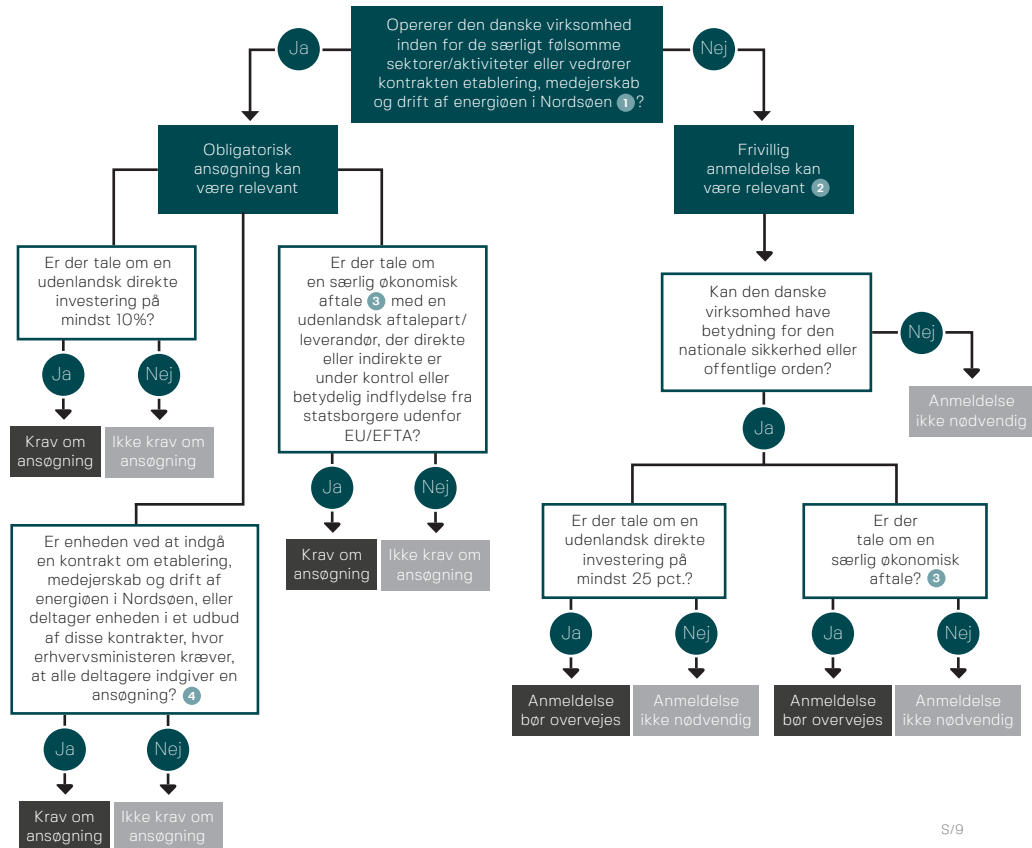 Opererer den danske virksomhed
inden for de særligt følsomme
sektorer/aktiviteter eller vedrører
kontrakten etablering, medejerskab
og drift af energiøen i Nordsøen 1 ?
Ja
Nej
Obligatorisk
ansøgning kan
være relevant
Frivillig
anmeldelse kan
være relevant 2
Er der tale om en
udenlandsk direkte
investering på
mindst 10%?
Ja
Nej
Krav om
ansøgning
Ikke krav om
ansøgning
Er der tale om
en særlig økonomisk
aftale 3 med en
udenlandsk aftalepart/
leverandør, der direkte
eller indirekte er
under kontrol eller
betydelig indflydelse fra
statsborgere udenfor
EU/EFTA?
Ja
Nej
Krav om
ansøgning
Ikke krav om
ansøgning
Er enheden ved at indgå
en kontrakt om etablering,
medejerskab og drift af
energiøen i Nordsøen, eller
deltager enheden i et udbud
af disse kontrakter, hvor
erhvervsministeren kræver,
at alle deltagere indgiver en
ansøgning? 4
Ja
Nej
Krav om
ansøgning
Ikke krav om
ansøgning
Kan den danske
virksomhed have
betydning for den
nationale sikkerhed eller
offentlige orden?
Nej
Anmeldelse
ikke nødvendig
Ja
Er der tale om en
udenlandsk direkte
investering på
mindst 25 pct.?
Ja
Nej
Anmeldelse
bør overvejes
Anmeldelse
ikke nødvendig
Er der
tale om en
særlig økonomisk
aftale? 3
Ja
Nej
Anmeldelse
bør overvejes
Anmeldelse
ikke nødvendig
S/9